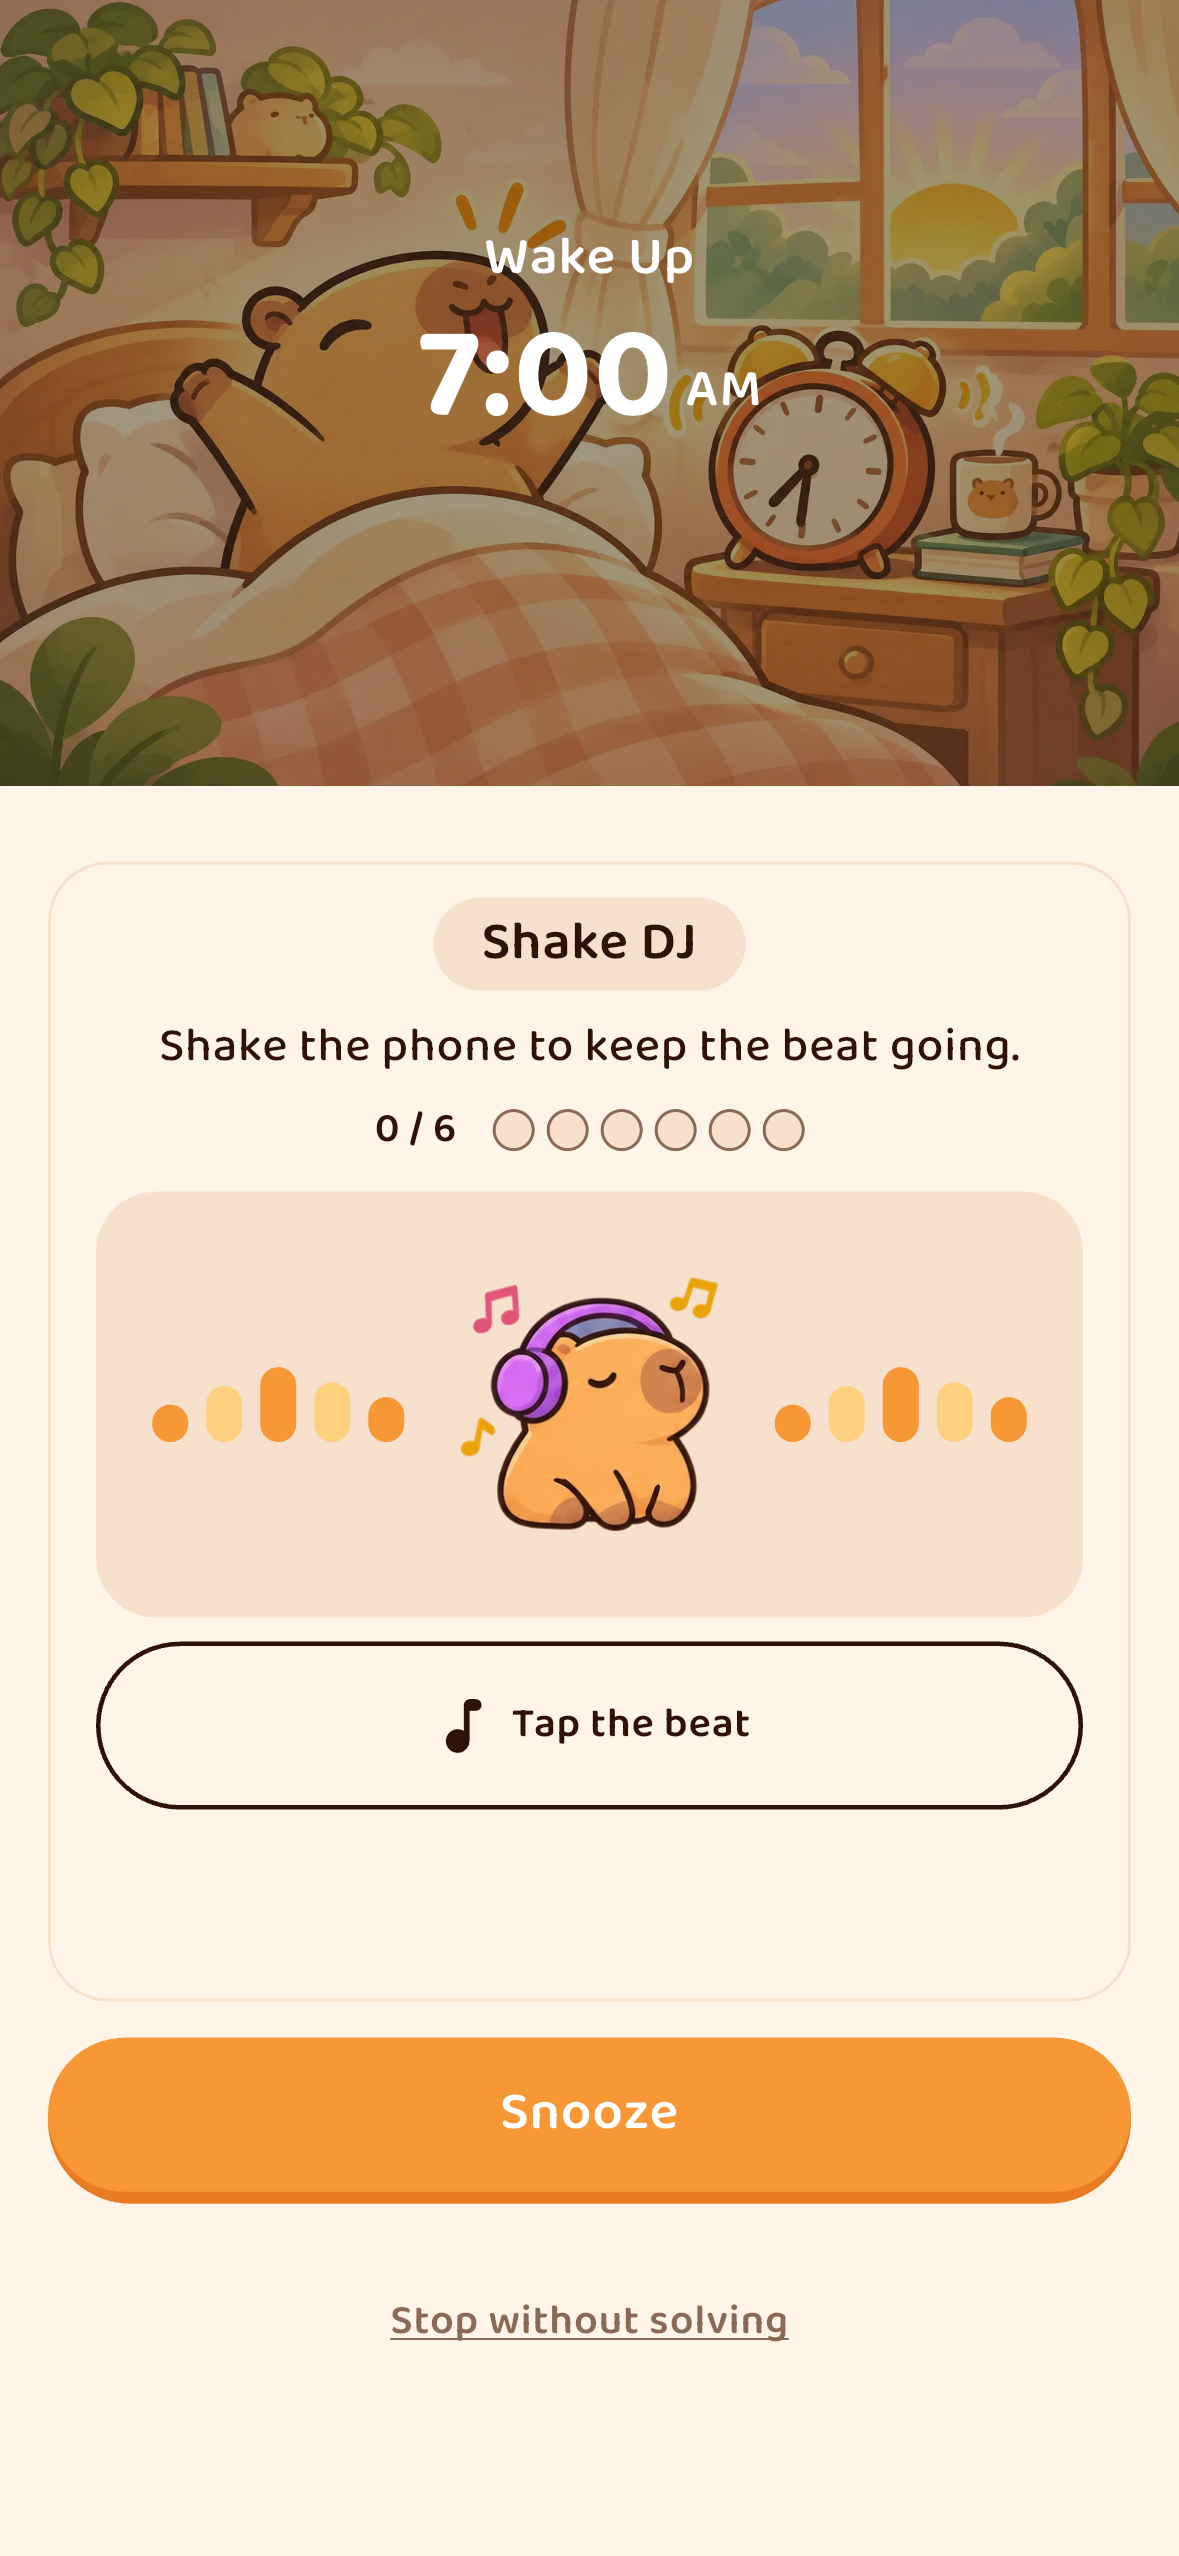 Wake Up
7:00 AM
Shake DJ
Shake the phone to keep the beat going.
0 / 6
Tap the beat
Snooze
Stop without solving